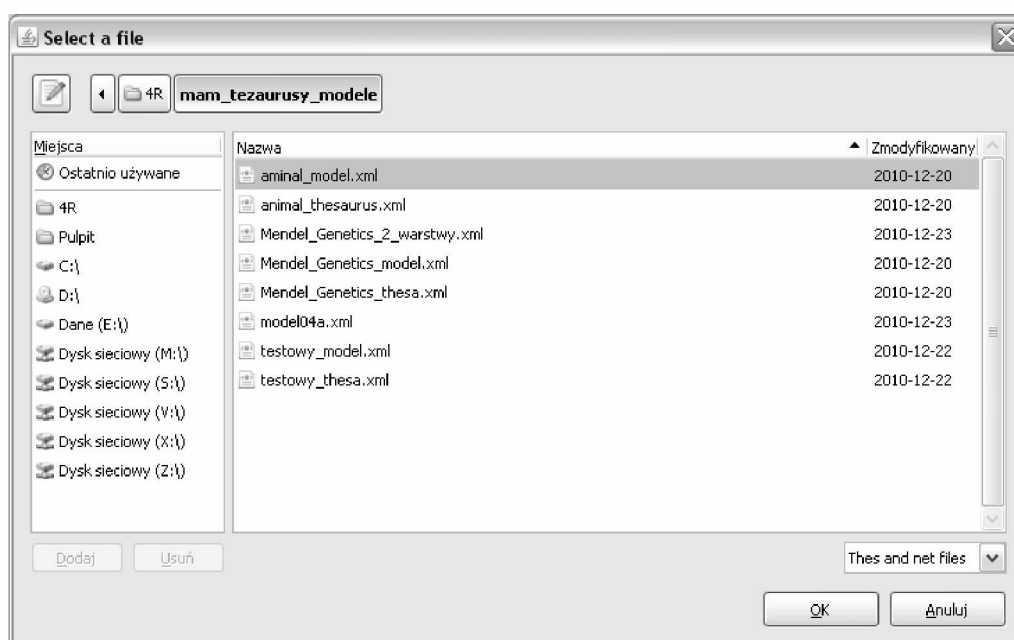 Select a file
4R mam_tezaurusy_modele
Miejsca
Ostatnio używane
4R
Pulpit
C:\
D:\
Dane (E:\)
Dysk sieciowy (M:\)
Dysk sieciowy (S:\)
Dysk sieciowy (V:\)
Dysk sieciowy (X:\)
Dysk sieciowy (Z:\)
Nazwa Zmodyfikowany
aminal_model.xml 2010-12-20
animal_thesaurus.xml 2010-12-20
Mendel_Genetics_2_warstwy.xml 2010-12-23
Mendel_Genetics_model.xml 2010-12-20
Mendel_Genetics_thesa.xml 2010-12-20
model04a.xml 2010-12-23
testowy_model.xml 2010-12-22
testowy_thesa.xml 2010-12-22
Dodaj Usuń
Thes and net files
OK Anuluj